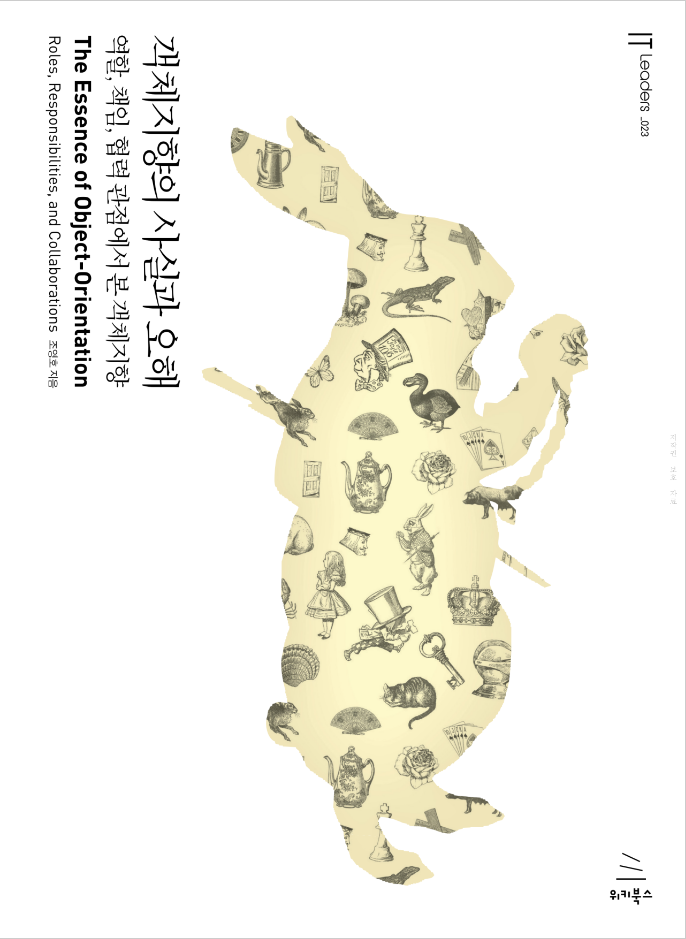 IT Leaders _023
객체지향의 사실과 오해
역할, 책임, 협력 관점에서 본 객체지향
The Essence of Object-Orientation
Roles, Responsibilities, and Collaborations 조영호 지음
위키북스